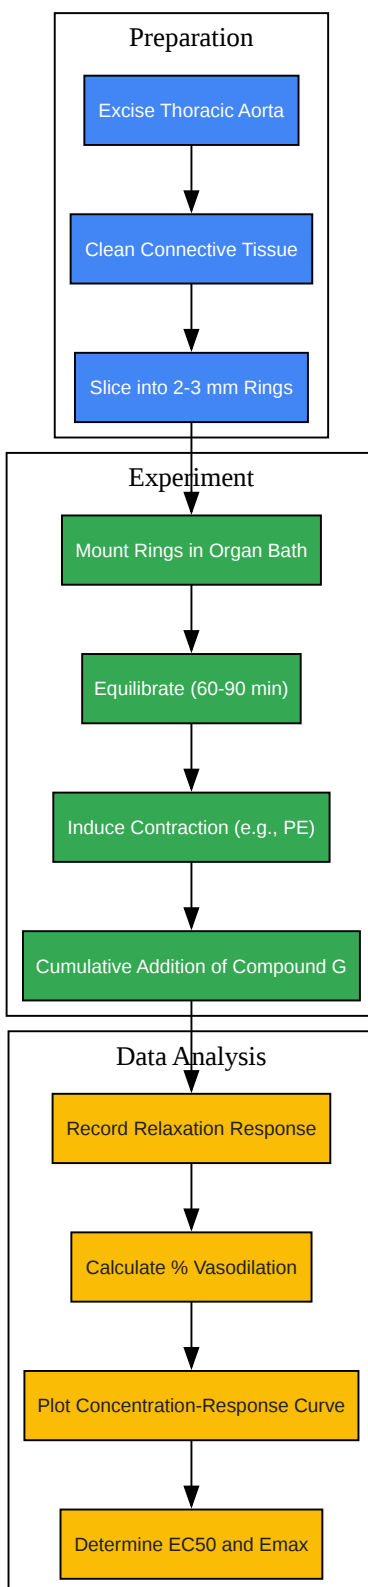 Preparation
Excise Thoracic Aorta
Clean Connective Tissue
Slice into 2-3 mm Rings
Experiment
Mount Rings in Organ Bath
Equilibrate (60-90 min)
Induce Contraction (e.g., PE)
Cumulative Addition of Compound G
Data Analysis
Record Relaxation Response
Calculate % Vasodilation
Plot Concentration-Response Curve
Determine EC50 and Emax